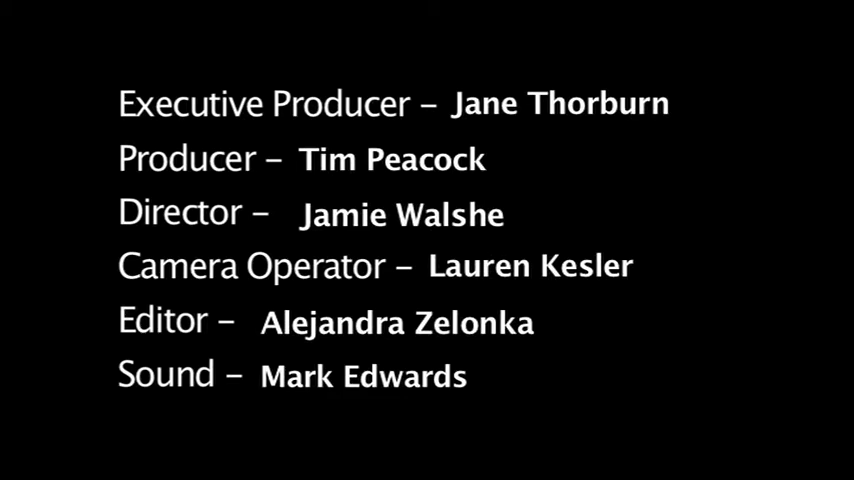 Executive Producer – Jane Thorburn
Producer – Tim Peacock
Director – Jamie Walshe
Camera Operator – Lauren Kesler
Editor – Alejandra Zelonka
Sound – Mark Edwards